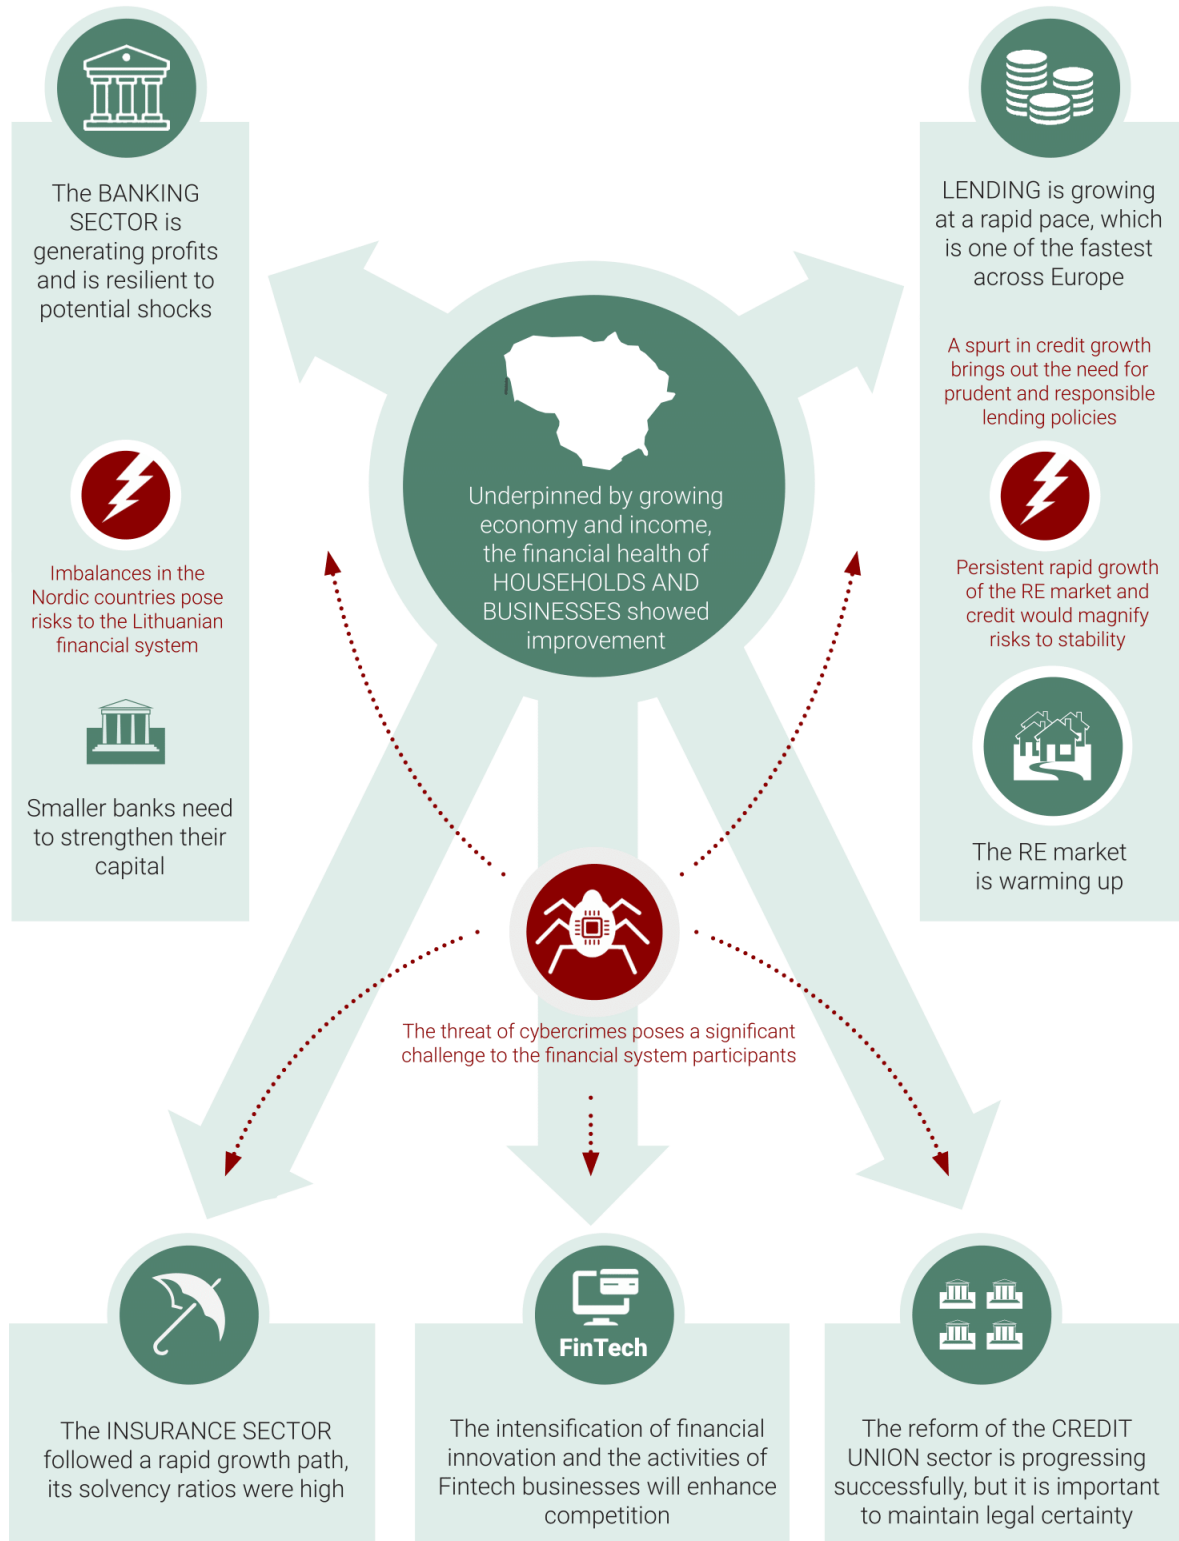 The BANKING
SECTOR is
generating profits
and is resilient to
potential shocks
Imbalances in the
Nordic countries pose
risks to the Lithuanian
financial system
Smaller banks need
to strengthen their
capital
Underpinned by growing
economy and income,
the financial health of
HOUSEHOLDS AND
BUSINESSES showed
improvement
LENDING is growing
at a rapid pace, which
is one of the fastest
across Europe
A spurt in credit growth
brings out the need for
prudent and responsible
lending policies
Persistent rapid growth
of the RE market and
credit would magnify
risks to stability
The RE market
is warming up
The threat of cybercrimes poses a significant
challenge to the financial system participants
The INSURANCE SECTOR
followed a rapid growth path,
its solvency ratios were high
FinTech
The intensification of financial
innovation and the activities of
Fintech businesses will enhance
competition
The reform of the CREDIT
UNION sector is progressing
successfully, but it is important
to maintain legal certainty